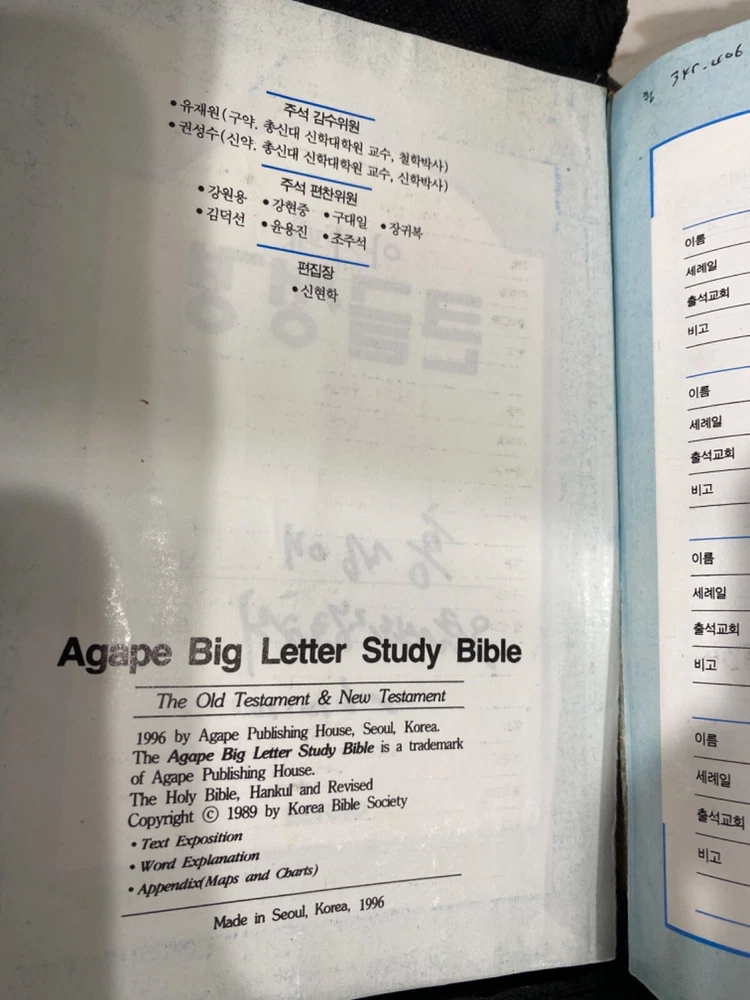 주석 감수위원
•유재원(구약. 총신대 신학대학원 교수, 철학박사)
•권성수(신약. 총신대 신학대학원 교수, 신학박사)
주석 편찬위원
•강원용 •강현중 •구대일 •장귀복
•김덕선 •윤용진 •조주석
편집장
•신현학
Agape Big Letter Study Bible
The Old Testament & New Testament
1996 by Agape Publishing House, Seoul, Korea.
The Agape Big Letter Study Bible is a trademark
of Agape Publishing House.
The Holy Bible, Hankul and Revised
Copyright ⓒ 1989 by Korea Bible Society
• Text Exposition
• Word Explanation
• Appendix(Maps and Charts)
Made in Seoul, Korea, 1996
이름
세례일
출석교회
비고
이름
세례일
출석교회
비고
이름
세례일
출석교회
비고
이름
세례일
출석교회
비고